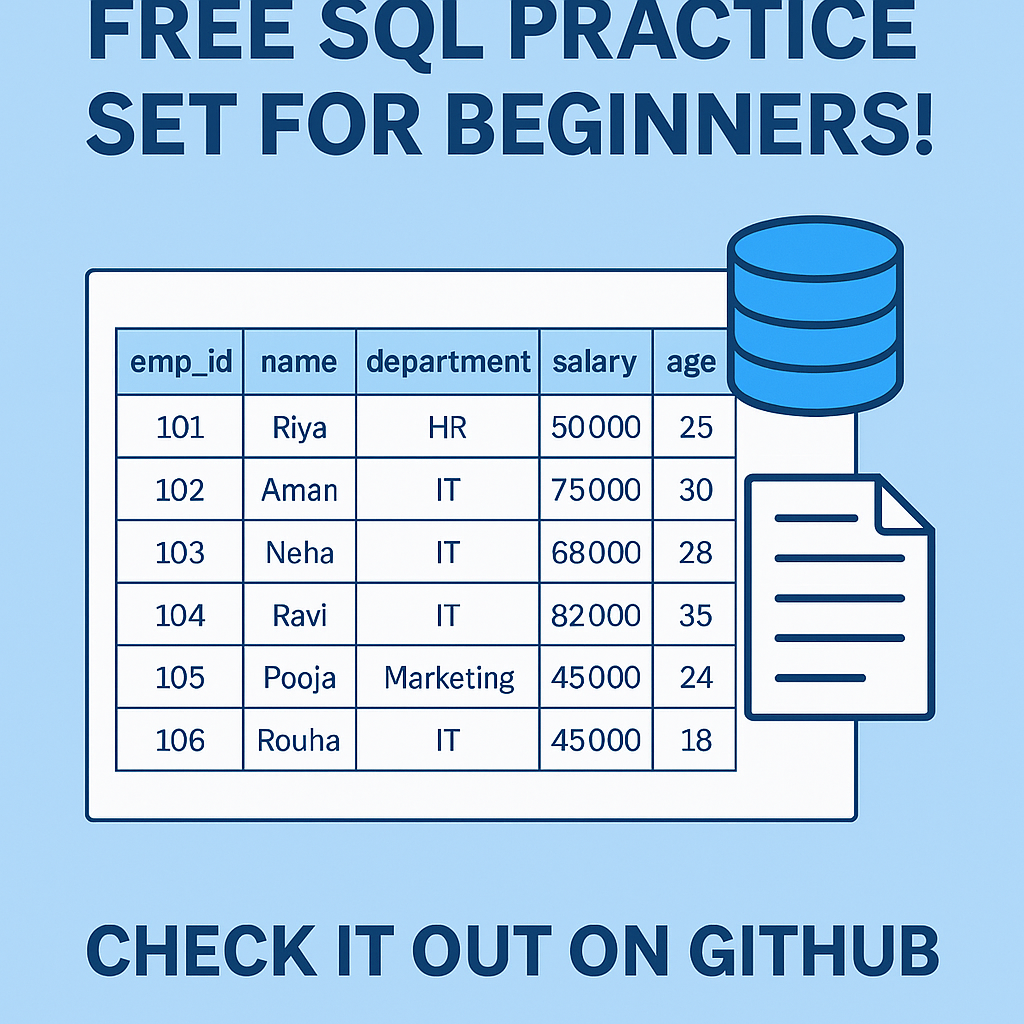 FREE SQL PRACTICE
SET FOR BEGINNERS!
emp_id name department salary age
101 Riya HR 50000 25
102 Aman IT 75000 30
103 Neha IT 68000 28
104 Ravi IT 82000 35
105 Pooja Marketing 45000 24
106 Rouha IT 45000 18
CHECK IT OUT ON GITHUB